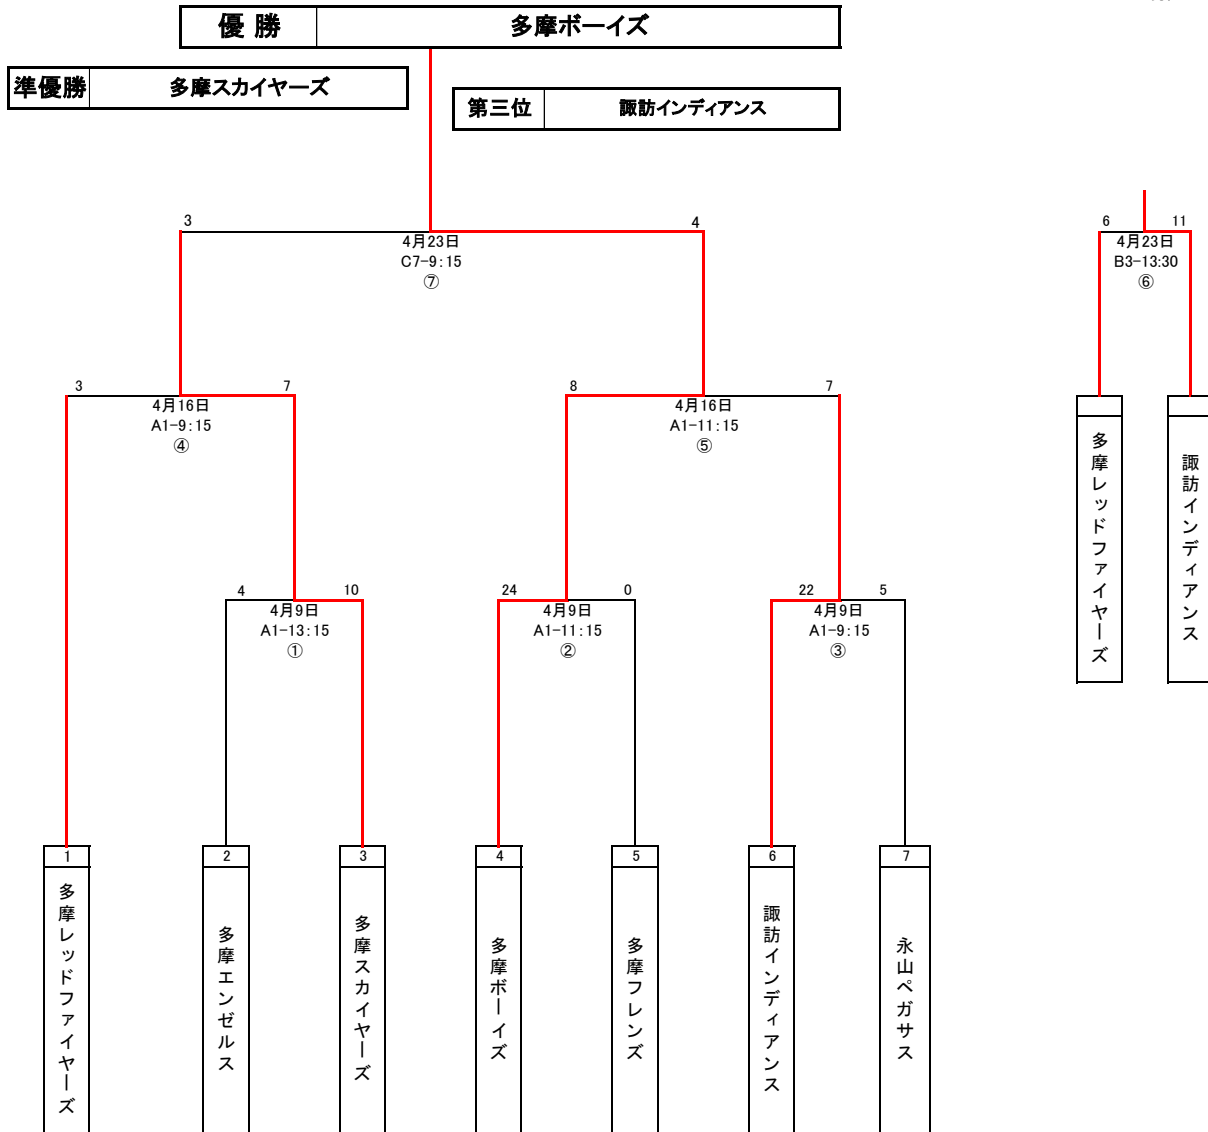 優勝 多摩ボーイズ
準優勝 多摩スカイヤーズ
第三位 諏訪インディアンス
3
4
4月23日
C7-9:15
⑦
6
11
4月23日
B3-13:30
⑥
3
7
4月16日
A1-9:15
④
8
7
4月16日
A1-11:15
⑤
多摩レッドファイヤーズ
諏訪インディアンス
4
10
4月9日
A1-13:15
①
24
0
4月9日
A1-11:15
②
22
5
4月9日
A1-9:15
③
1
多摩レッドファイヤーズ
2
多摩エンゼルス
3
多摩スカイヤーズ
4
多摩ボーイズ
5
多摩フレンズ
6
諏訪インディアンス
7
永山ペガサス